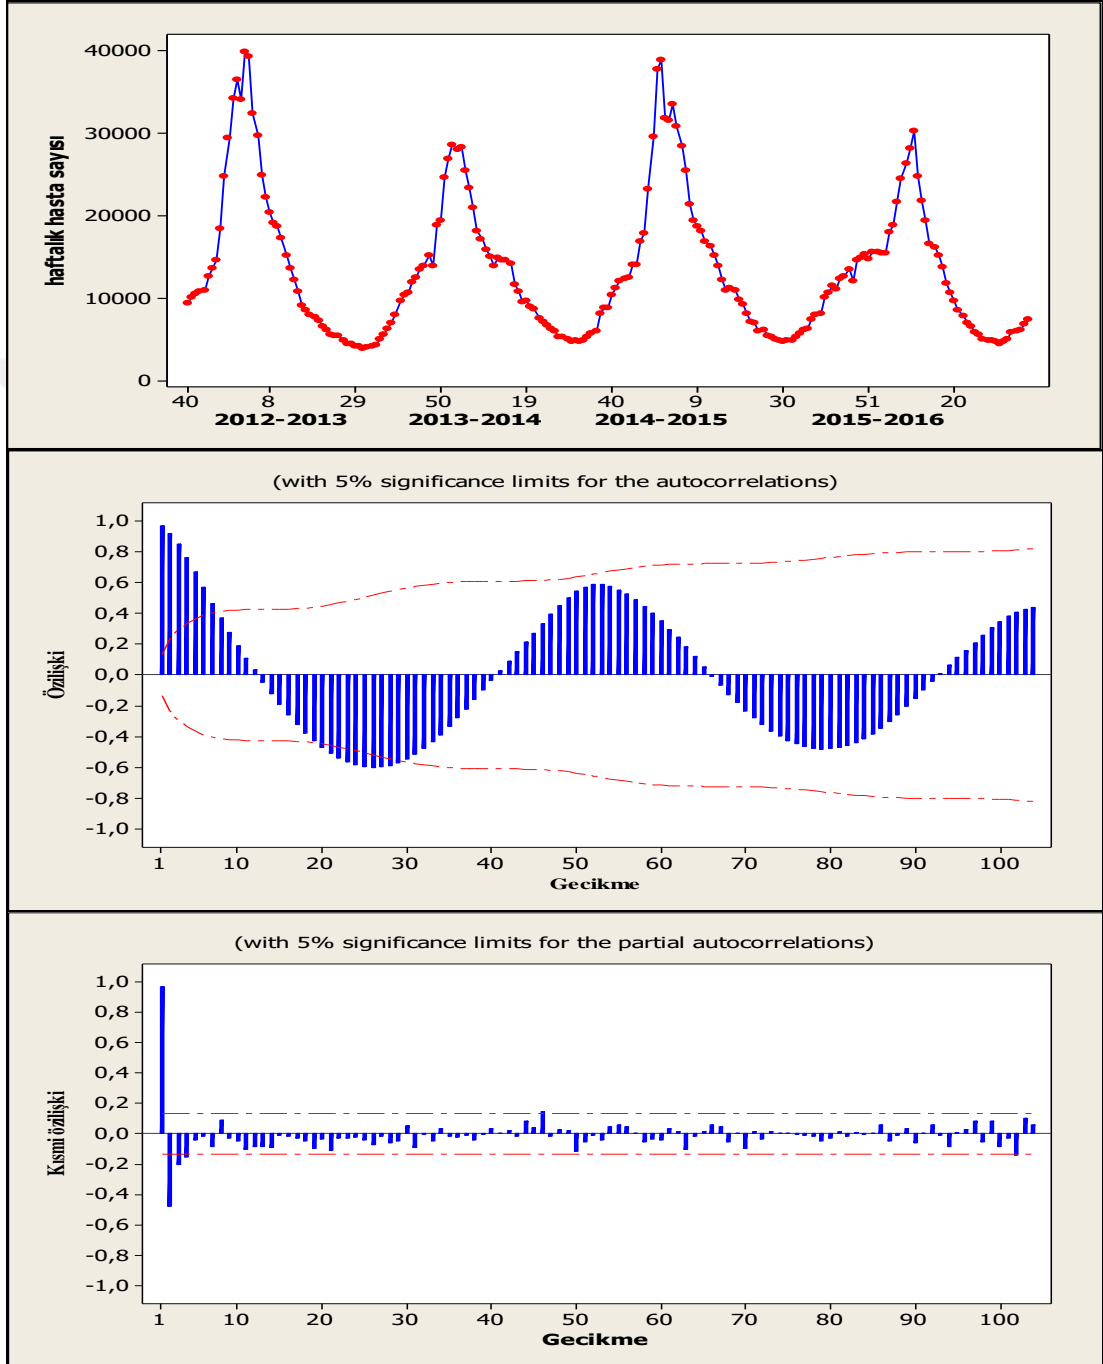 haftalık hasta sayısı
40000
30000
20000
10000
0
40 8 29 50 19 40 9 30 51 20
2012-2013 2013-2014 2014-2015 2015-2016
(with 5% significance limits for the autocorrelations)
Özilişki
1,0
0,8
0,6
0,4
0,2
0,0
-0,2
-0,4
-0,6
-0,8
-1,0
1 10 20 30 40 50 60 70 80 90 100
Gecikme
(with 5% significance limits for the partial autocorrelations)
Kısmi özilişki
1,0
0,8
0,6
0,4
0,2
0,0
-0,2
-0,4
-0,6
-0,8
-1,0
1 10 20 30 40 50 60 70 80 90 100
Gecikme